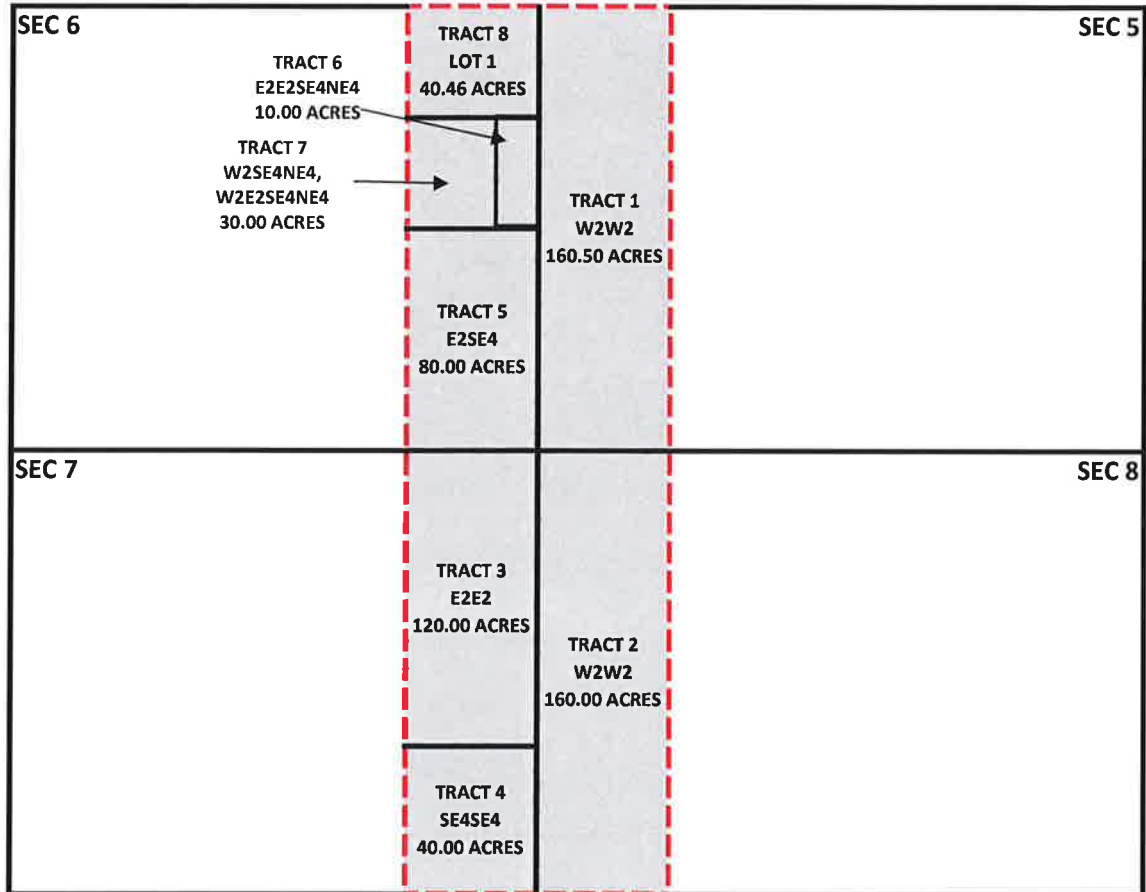 SEC 6
SEC 5
TRACT 8
LOT 1
40.46 ACRES
TRACT 6
E2E2SE4NE4
10.00 ACRES
TRACT 7
W2SE4NE4,
W2E2SE4NE4
30.00 ACRES
TRACT 1
W2W2
160.50 ACRES
TRACT 5
E2SE4
80.00 ACRES
SEC 7
SEC 8
TRACT 3
E2E2
120.00 ACRES
TRACT 2
W2W2
160.00 ACRES
TRACT 4
SE4SE4
40.00 ACRES